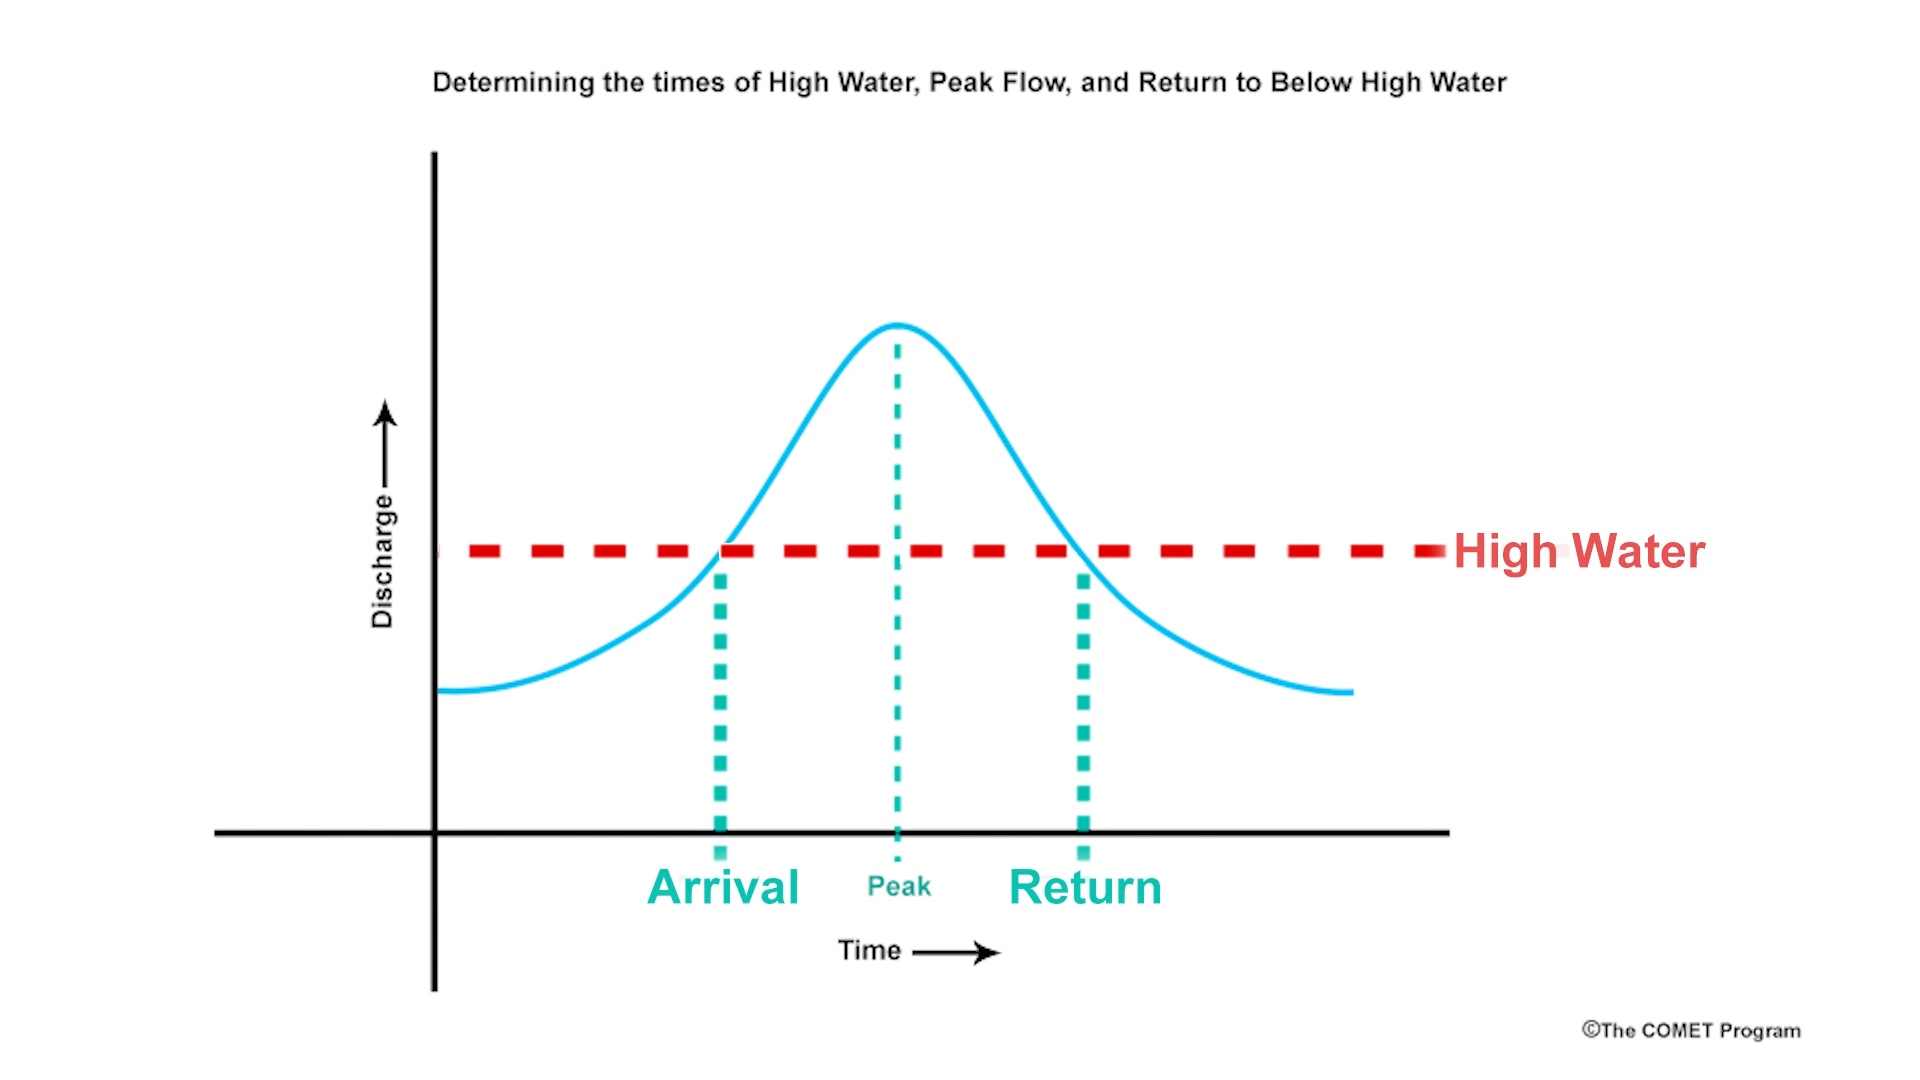 Determining the times of High Water, Peak Flow, and Return to Below High Water
Discharge
High Water
Arrival
Peak
Return
Time
©The COMET Program